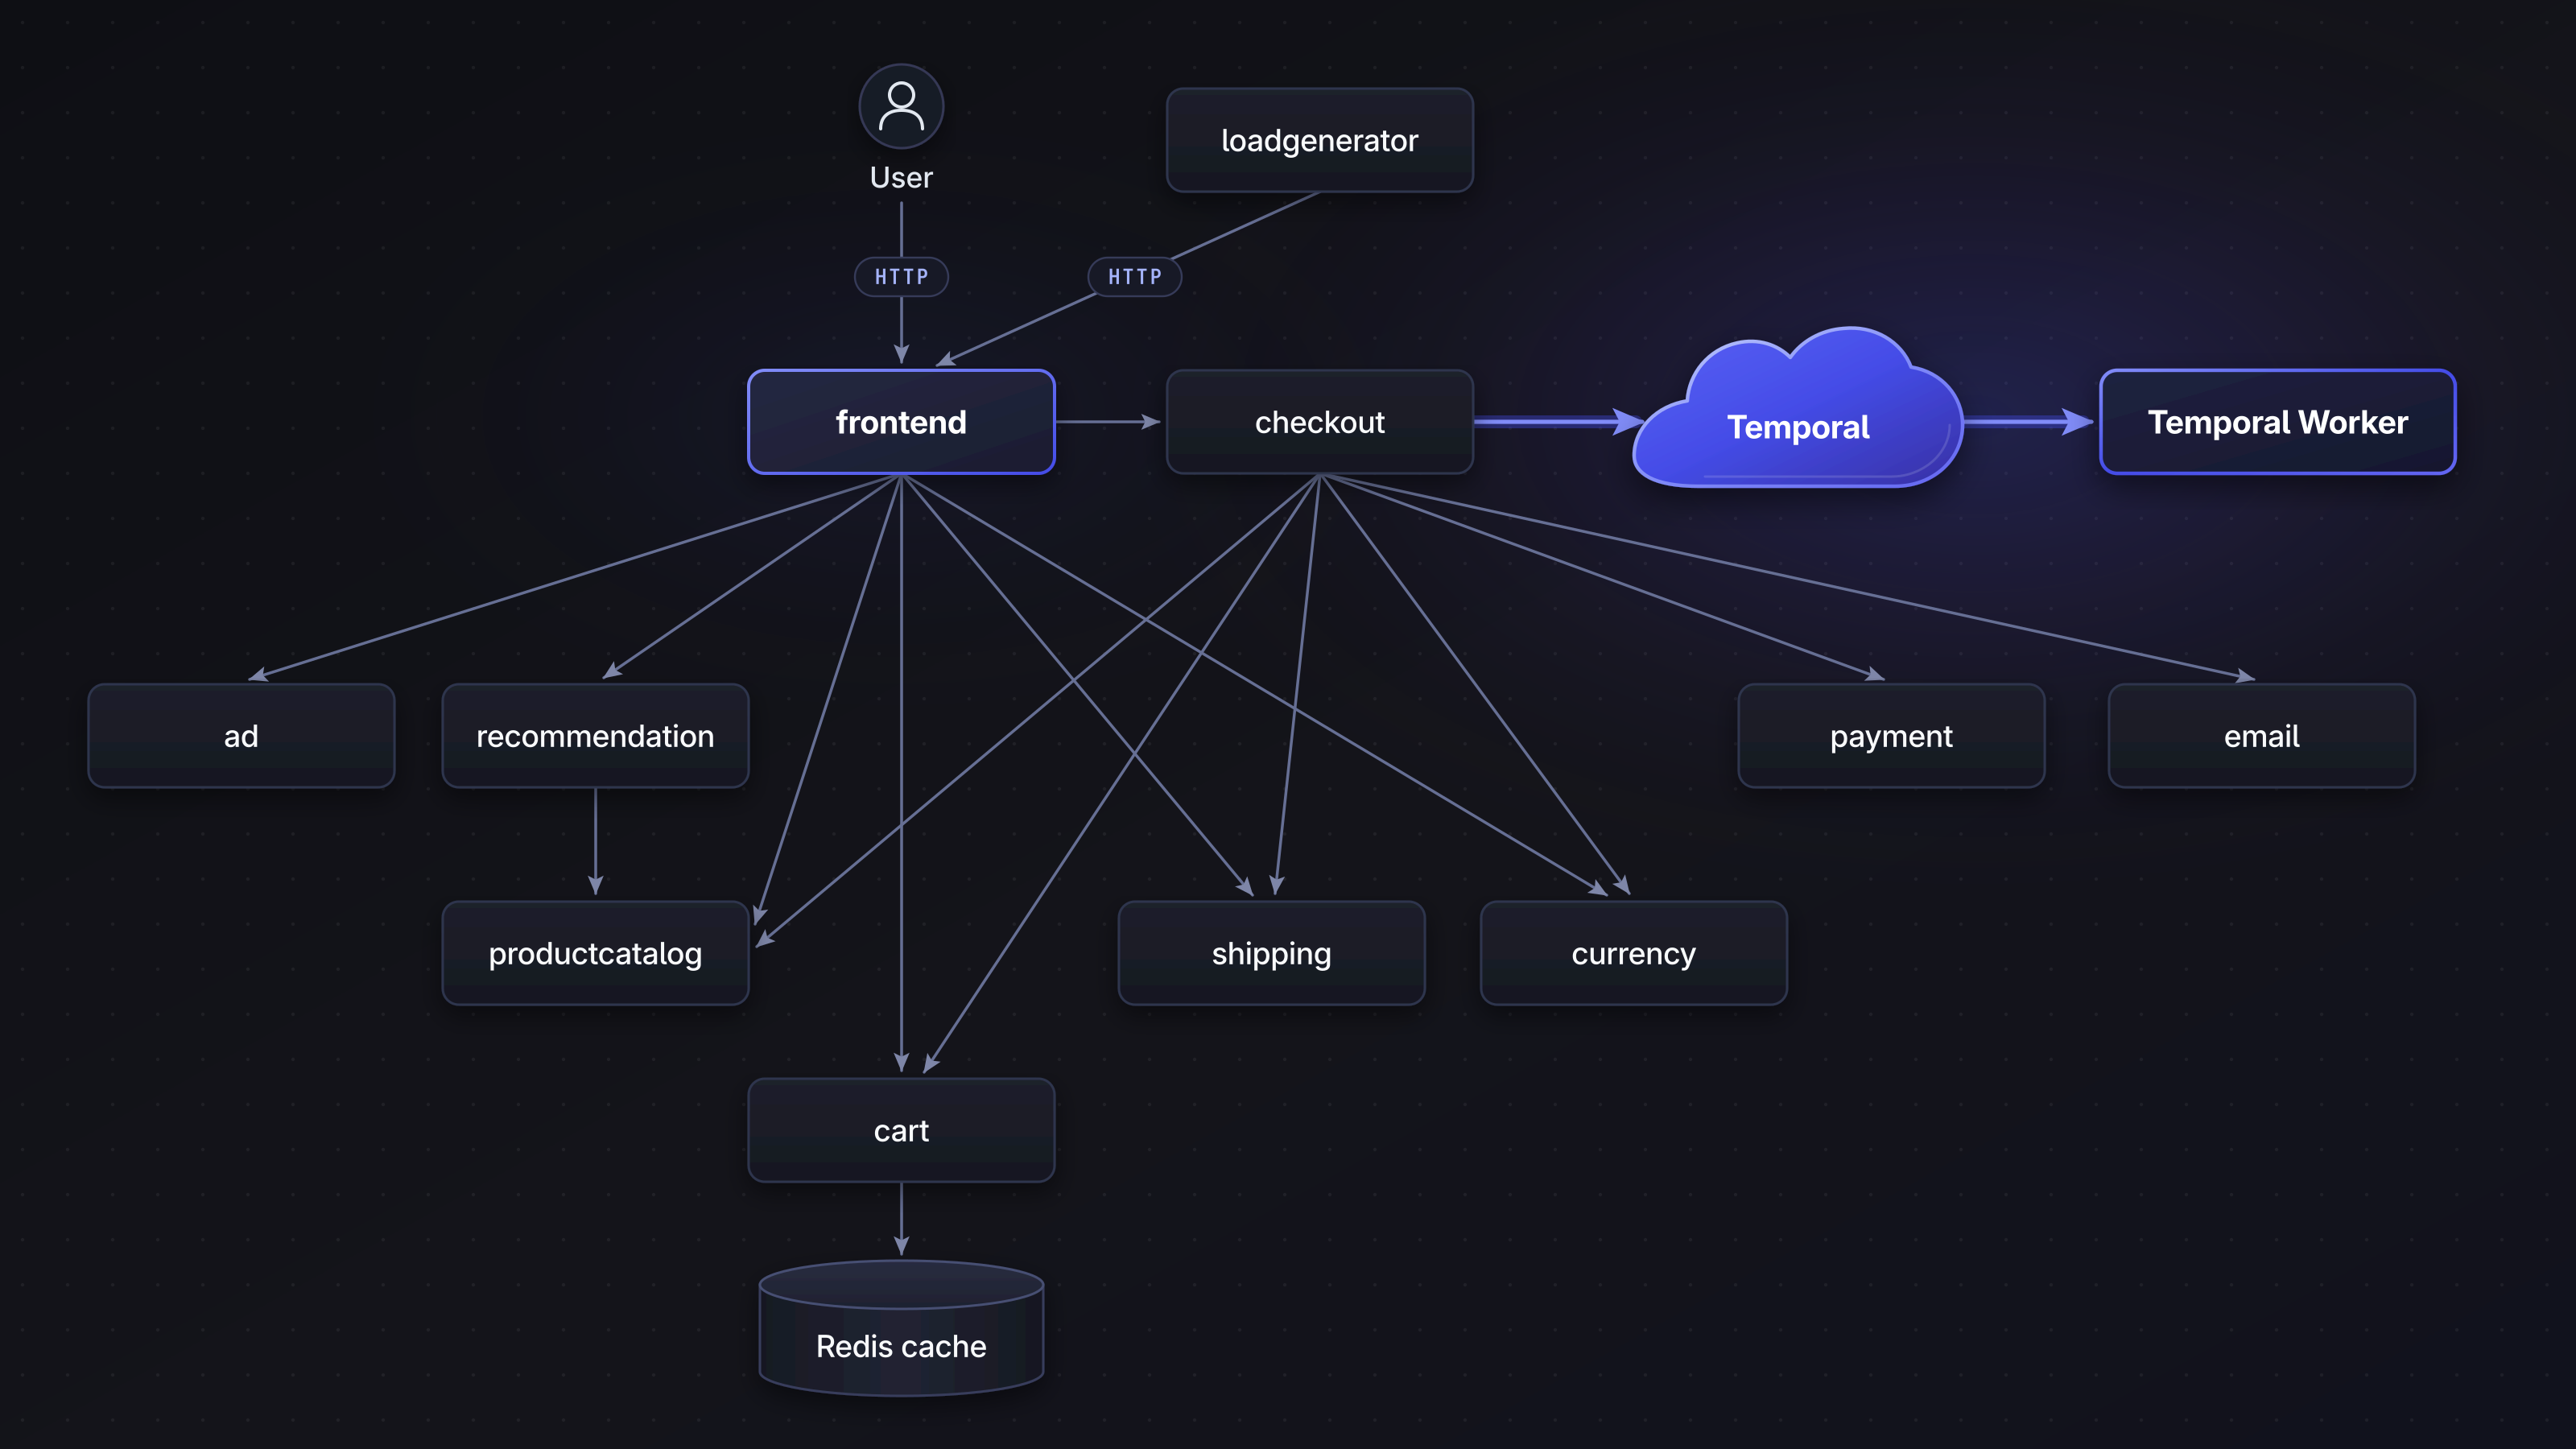 User
loadgenerator
HTTP
HTTP
frontend
checkout
Temporal
Temporal Worker
ad
recommendation
payment
email
productcatalog
shipping
currency
cart
Redis cache